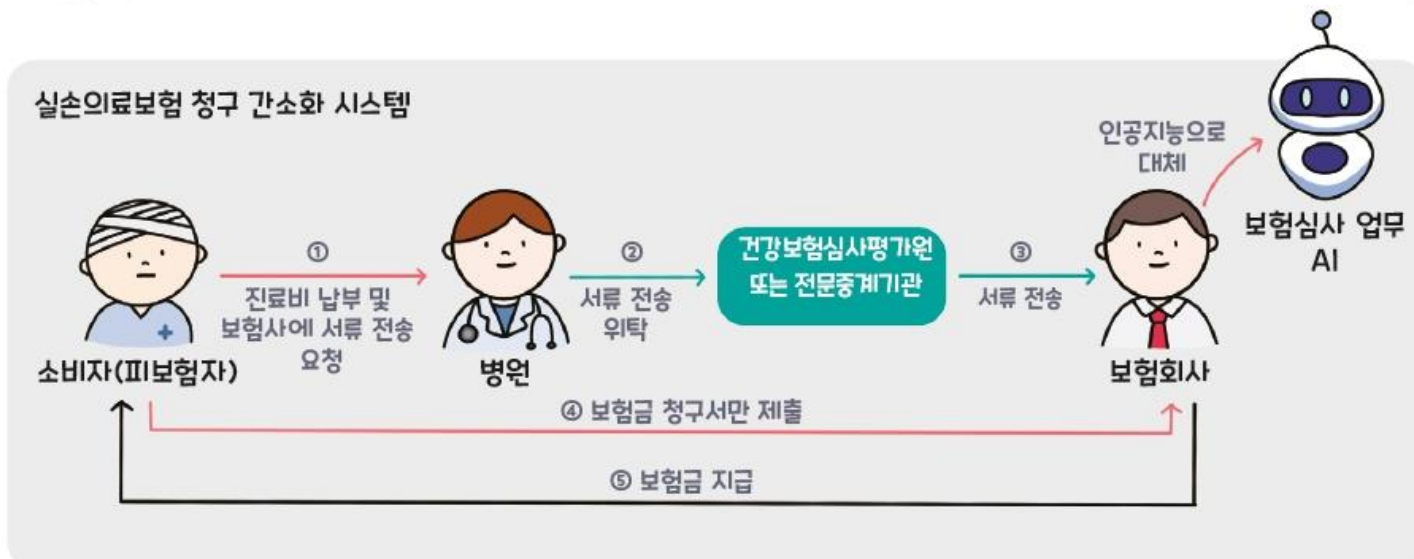 실손의료보험 청구 간소화 시스템
인공지능으로
대체
보험심사 업무
AI
①
진료비 납부 및
보험사에 서류 전송
요청
②
서류 전송
위탁
건강보험심사평가원
또는 전문중계기관
③
서류 전송
소비자(피보험자)
병원
보험회사
④ 보험금 청구서만 제출
⑤ 보험금 지급